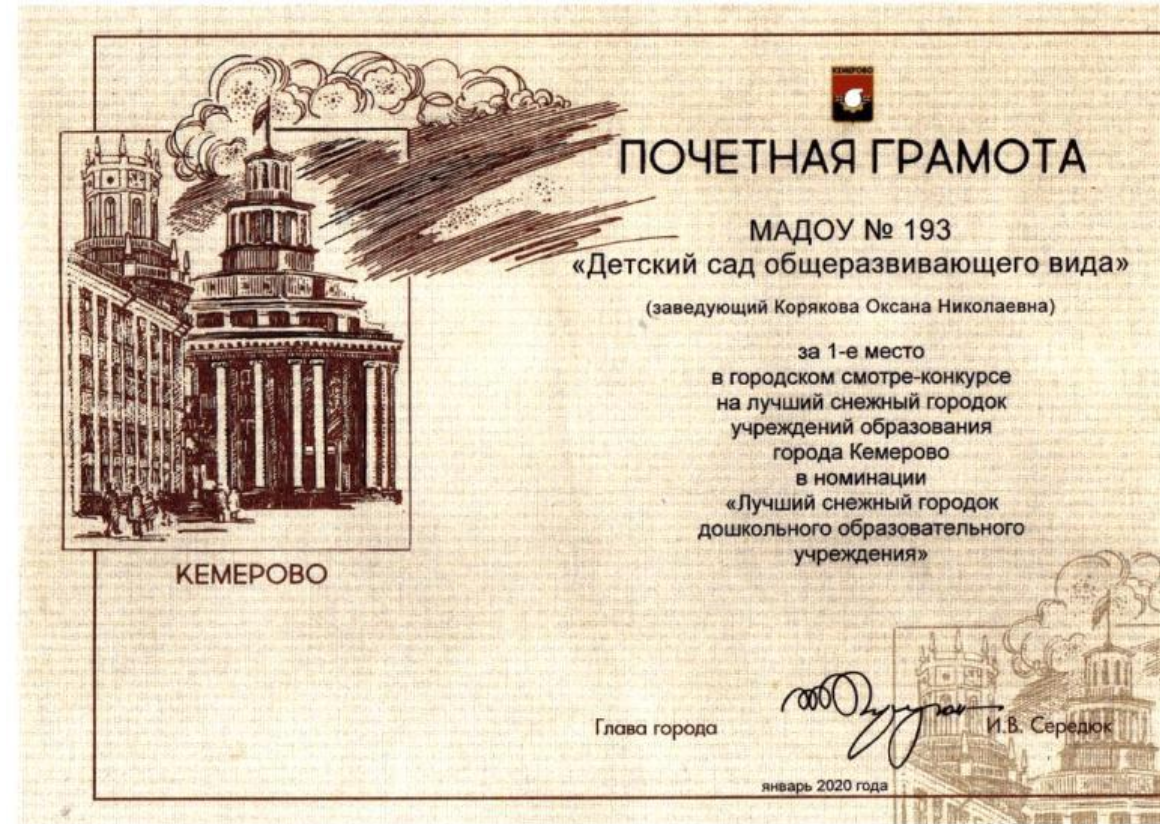 КЕМЕРОВО
ПОЧЕТНАЯ ГРАМОТА
МАДОУ № 193
«Детский сад общеразвивающего вида»
(заведующий Корякова Оксана Николаевна)
за 1-е место
в городском смотре-конкурсе
на лучший снежный городок
учреждений образования
города Кемерово
в номинации
«Лучший снежный городок
дошкольного образовательного
учреждения»
КЕМЕРОВО
Глава города И.В. Середюк
январь 2020 года